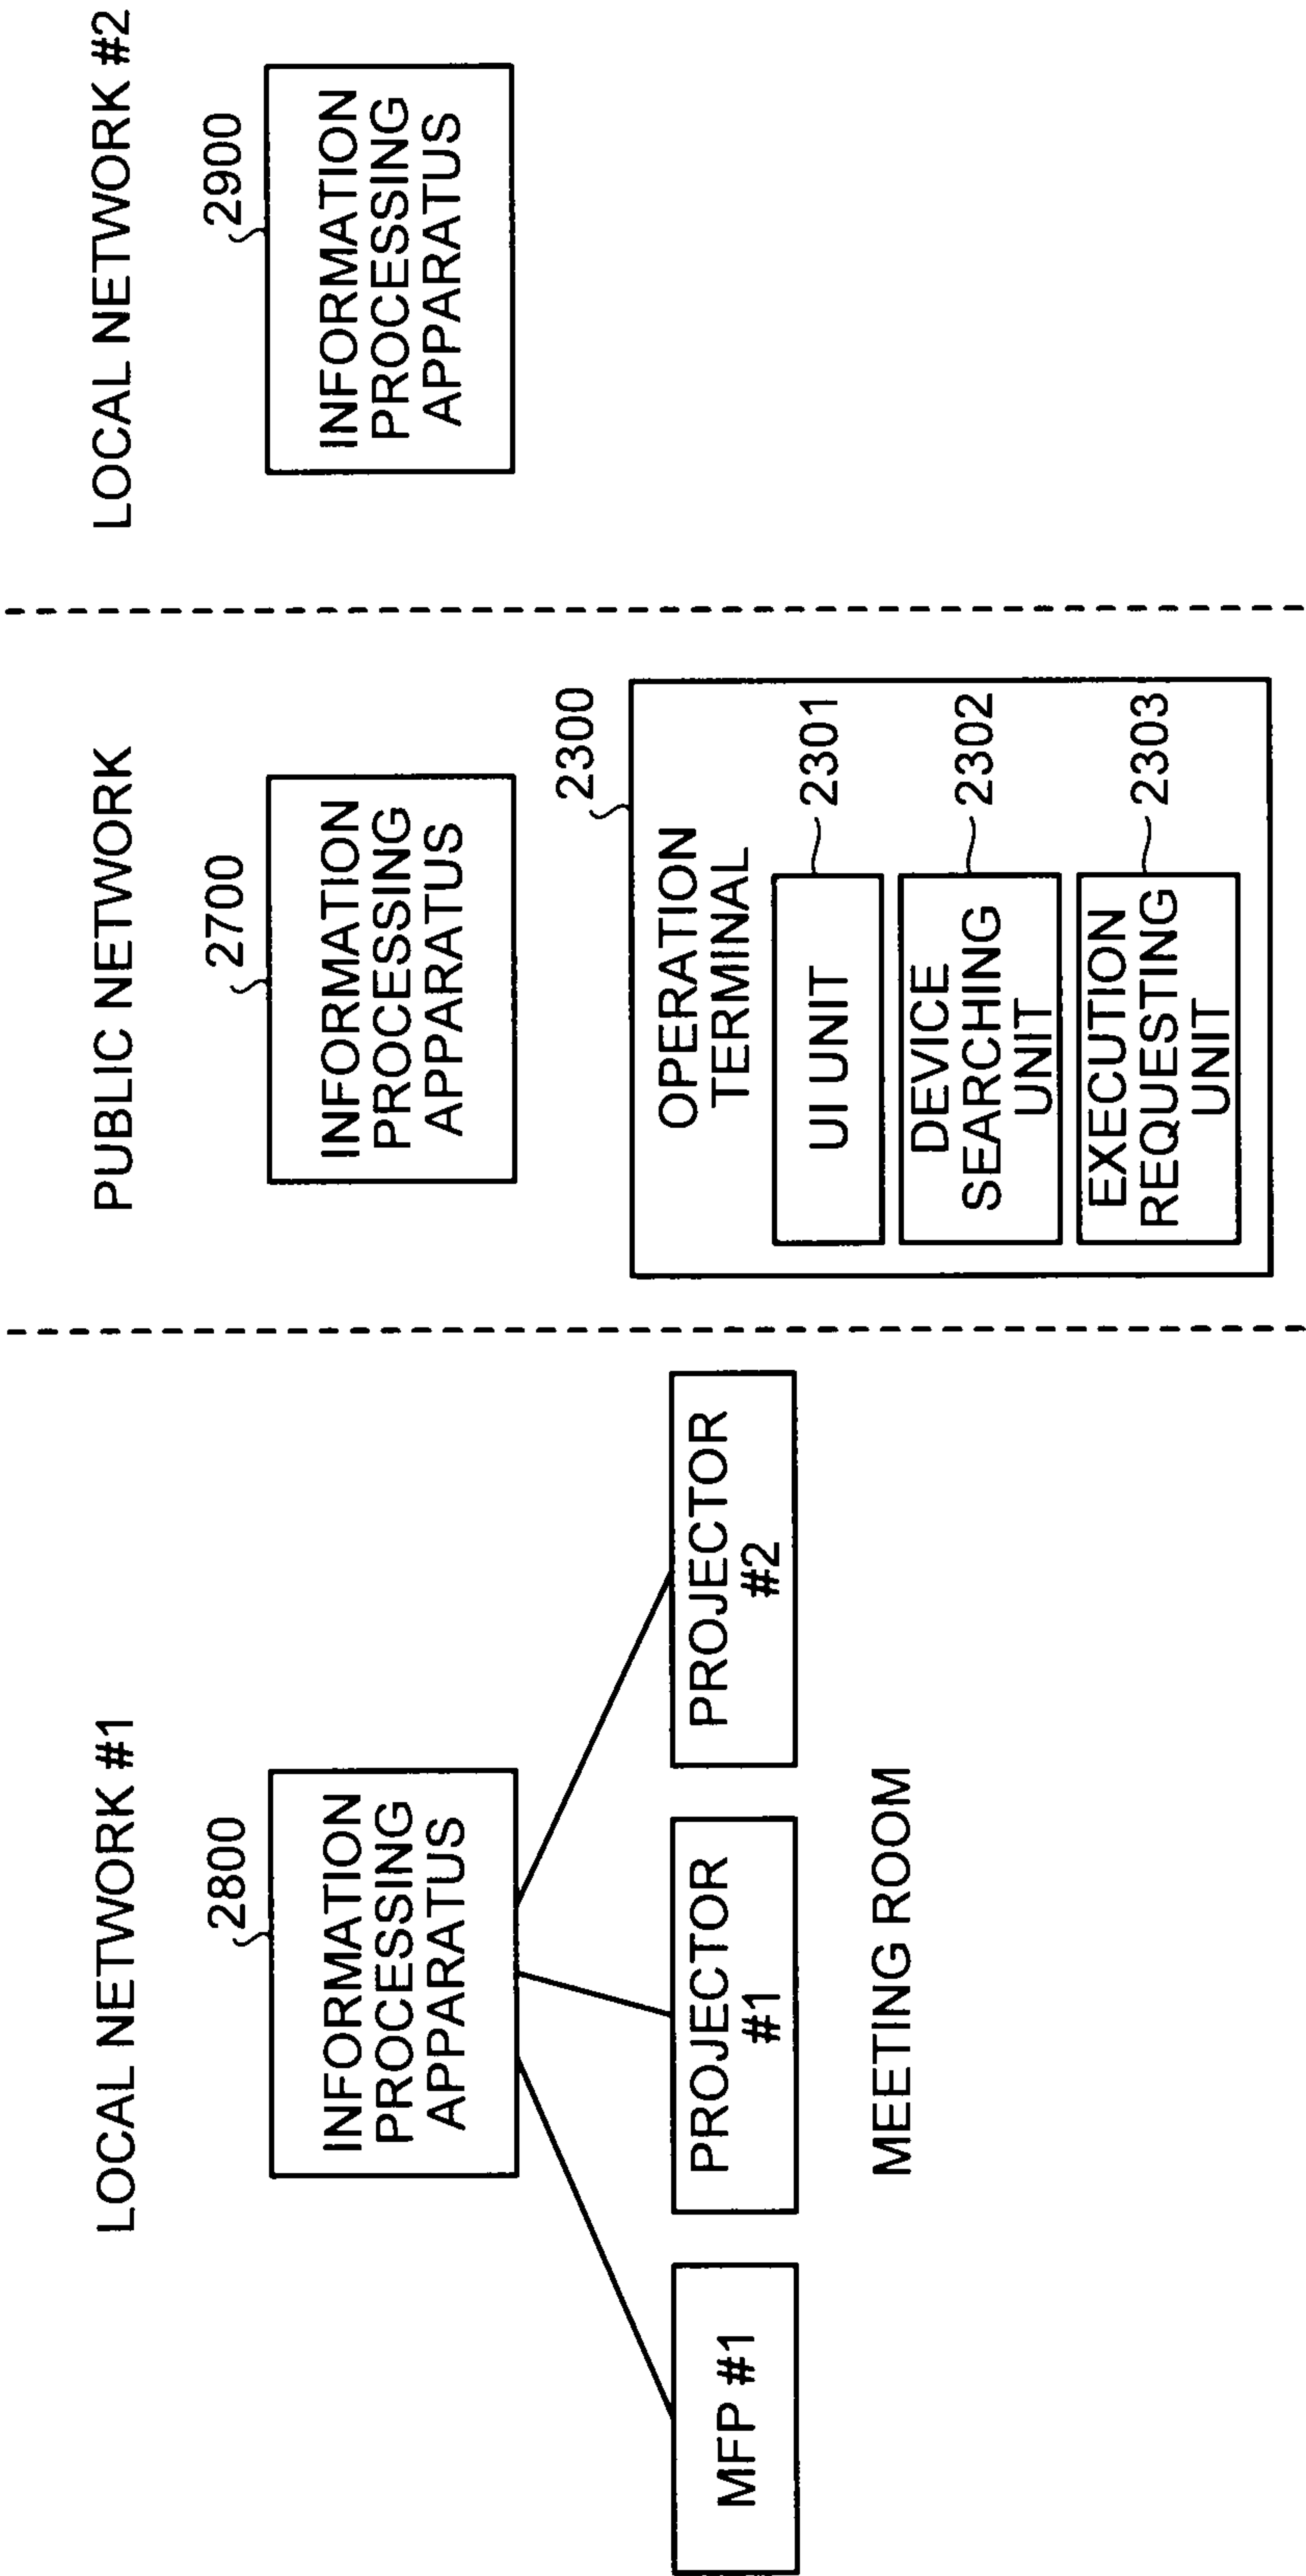 LOCAL NETWORK #1
2800
INFORMATION
PROCESSING
APPARATUS
MFP #1
PROJECTOR
#1
PROJECTOR
#2
MEETING ROOM
PUBLIC NETWORK
2700
INFORMATION
PROCESSING
APPARATUS
2300
OPERATION
TERMINAL
UI UNIT
2301
DEVICE
SEARCHING
UNIT
2302
EXECUTION
REQUESTING
UNIT
2303
LOCAL NETWORK #2
2900
INFORMATION
PROCESSING
APPARATUS